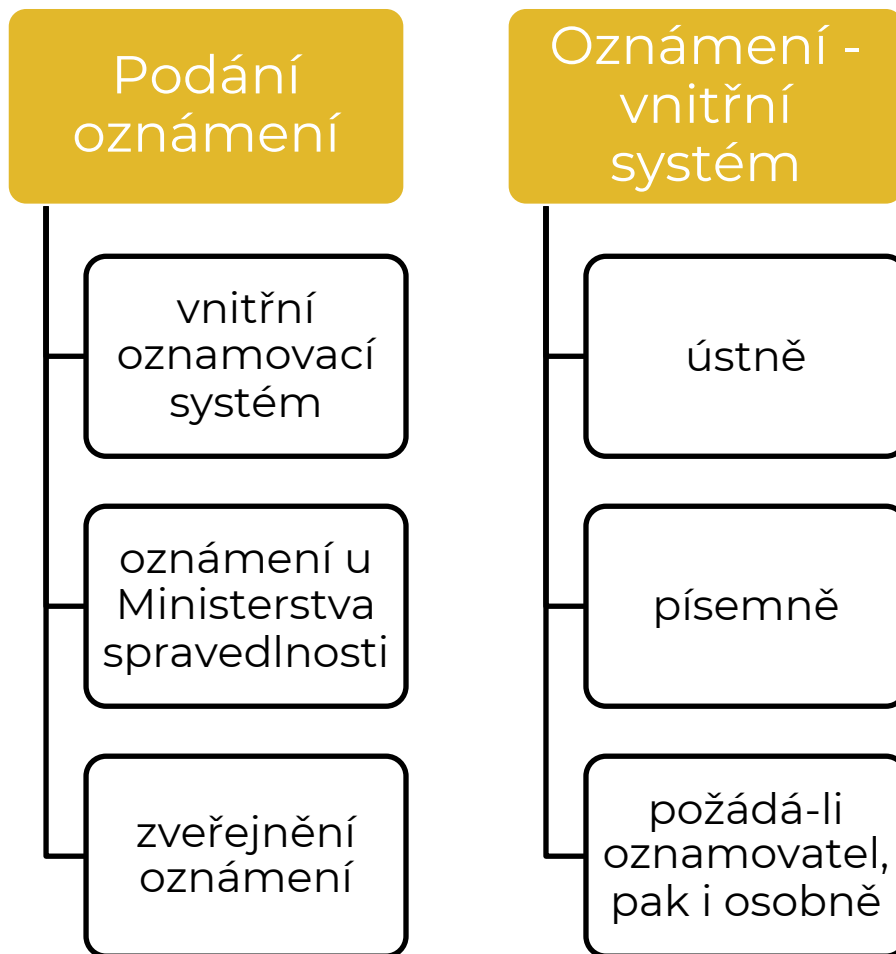 Podání
oznámení
vnitřní
oznamovací
systém
oznámení u
Ministerstva
spravedlnosti
zveřejnění
oznámení
Oznámení -
vnitřní
systém
ústně
písemně
požádá-li
oznamovatel,
pak i osobně